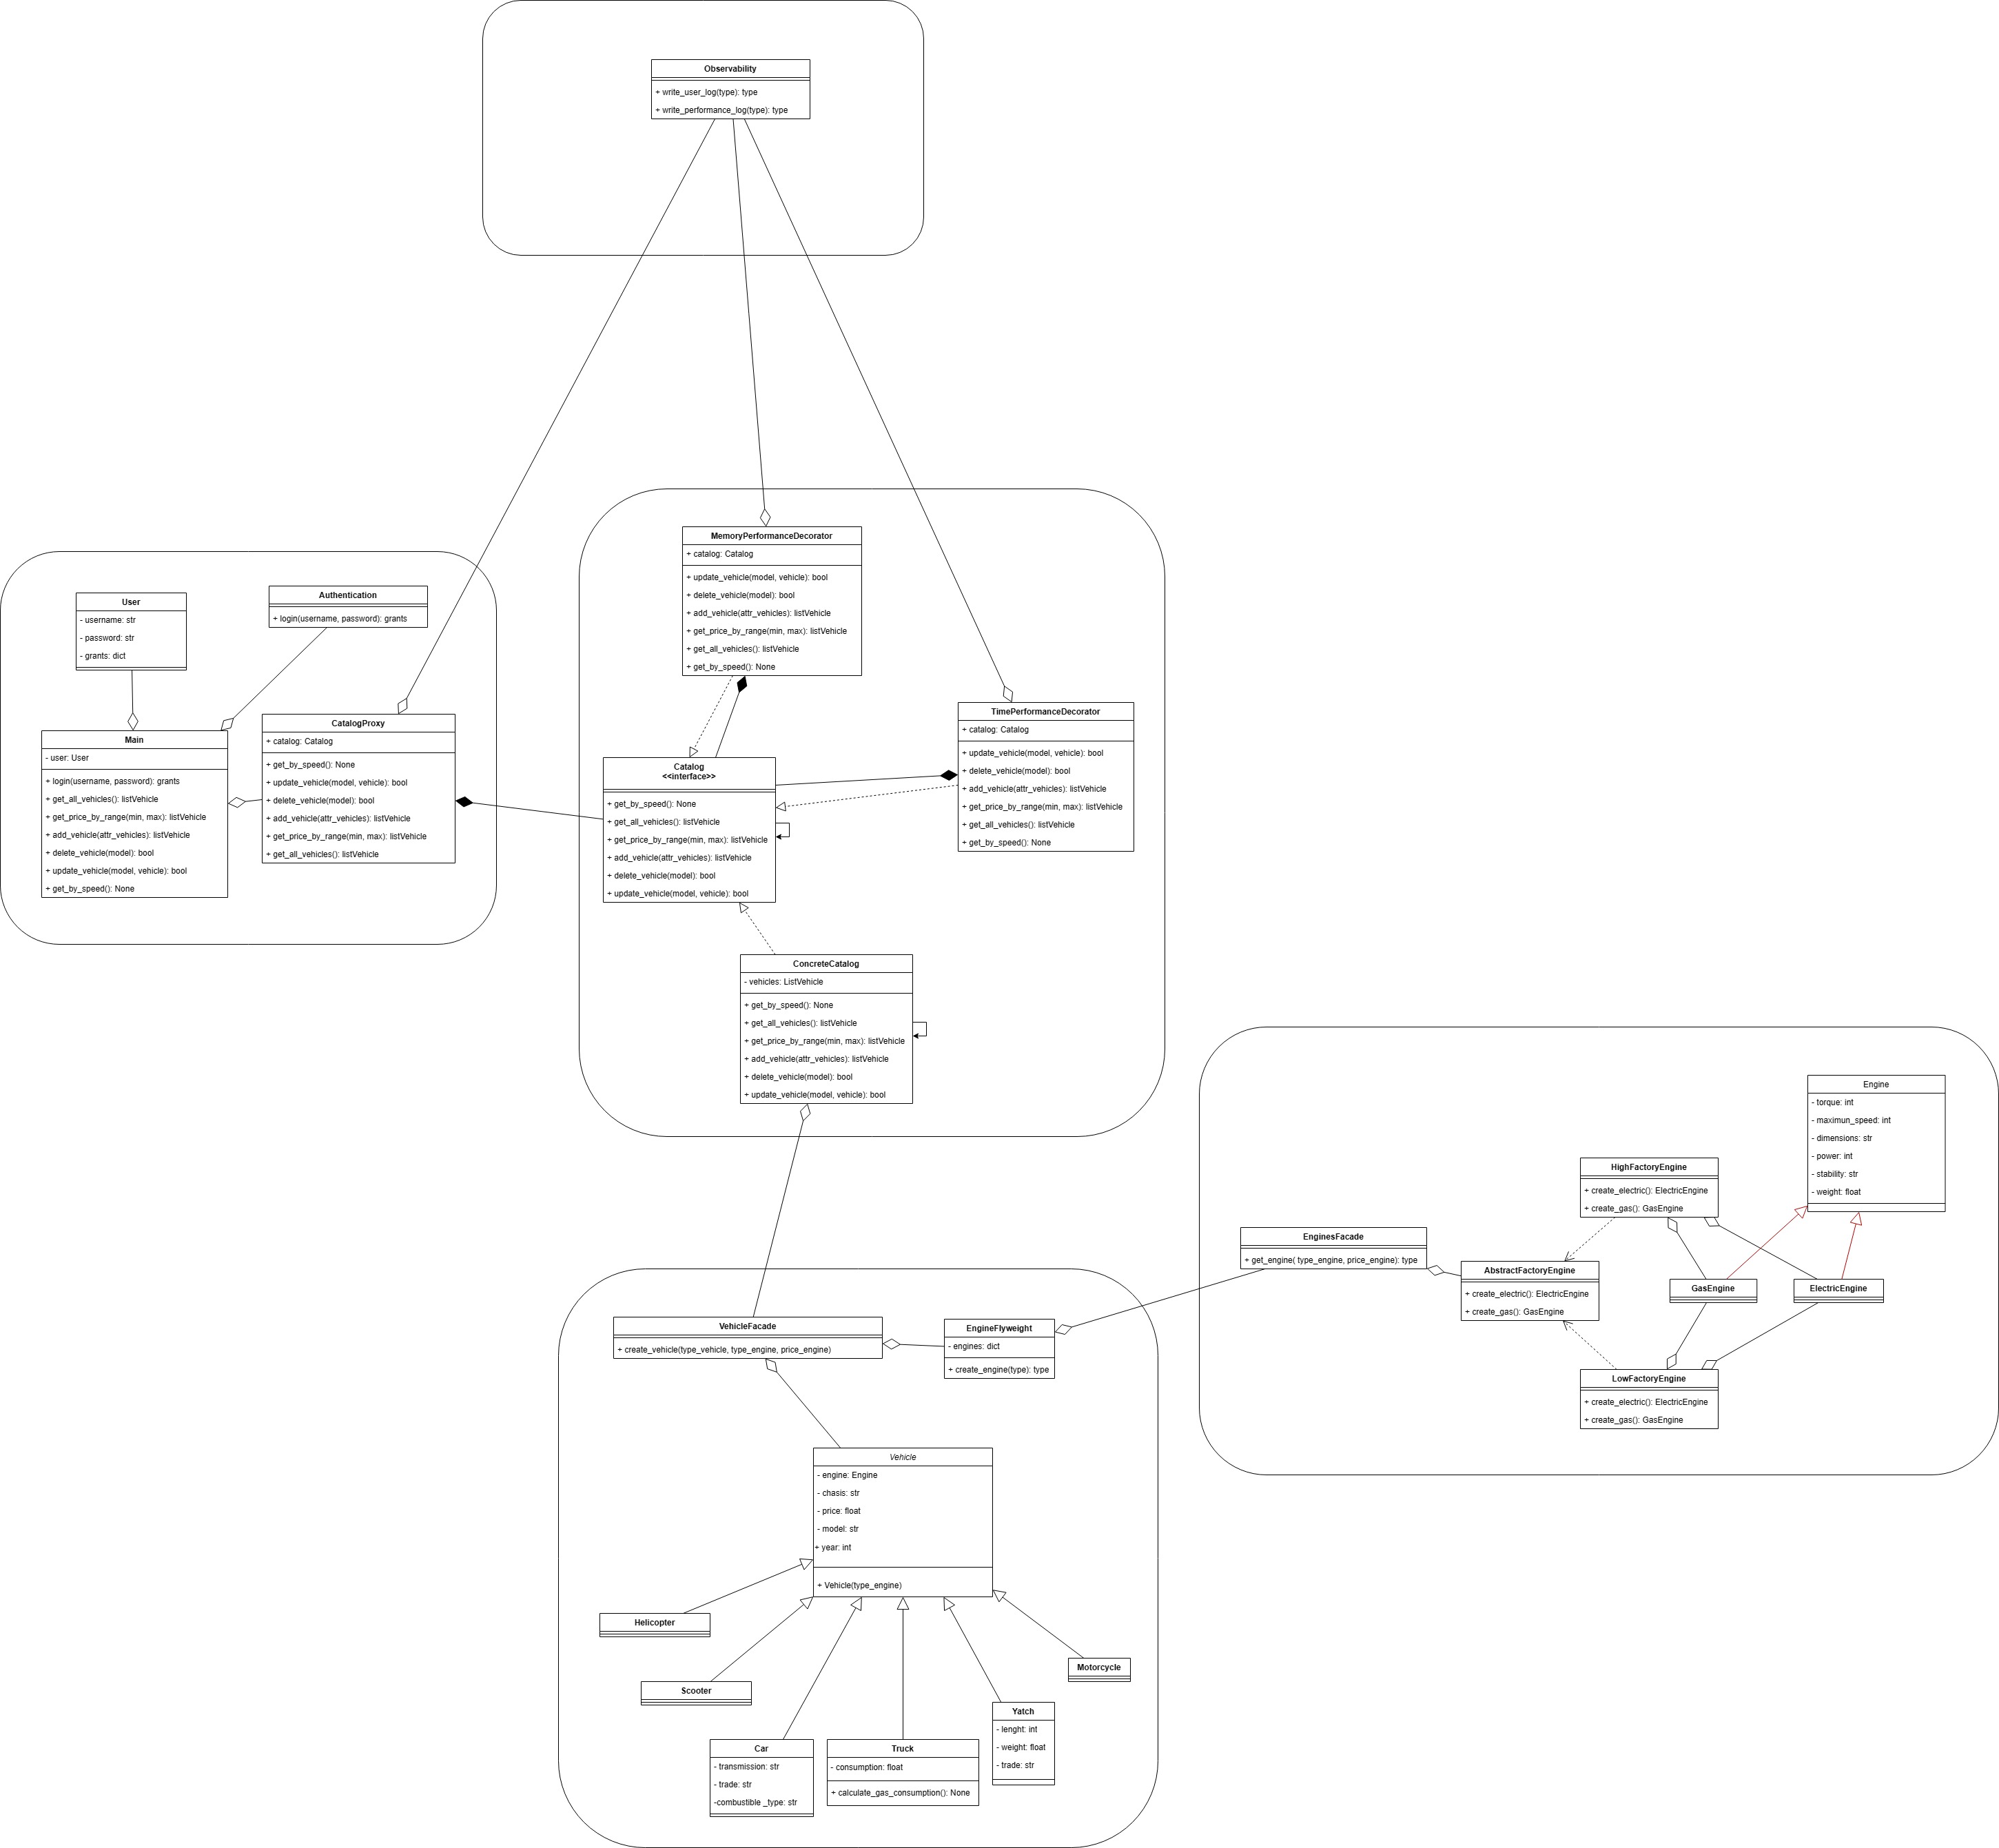 Observability
+ write_user_log(type): type
+ write_performance_log(type): type
MemoryPerformanceDecorator
+ catalog: Catalog
+ update_vehicle(model, vehicle): bool
+ delete_vehicle(model): bool
+ add_vehicle(attr_vehicles): listVehicle
+ get_price_by_range(min, max): listVehicle
+ get_all_vehicles(): listVehicle
+ get_by_speed(): None
User
- username: str
- password: str
- grants: dict
Authentication
+ login(username, password): grants
Main
- user: User
+ login(username, password): grants
+ get_all_vehicles(): listVehicle
+ get_price_by_range(min, max): listVehicle
+ add_vehicle(attr_vehicles): listVehicle
+ delete_vehicle(model): bool
+ update_vehicle(model, vehicle): bool
+ get_by_speed(): None
CatalogProxy
+ catalog: Catalog
+ get_by_speed(): None
+ update_vehicle(model, vehicle): bool
+ delete_vehicle(model): bool
+ add_vehicle(attr_vehicles): listVehicle
+ get_price_by_range(min, max): listVehicle
+ get_all_vehicles(): listVehicle
TimePerformanceDecorator
+ catalog: Catalog
+ update_vehicle(model, vehicle): bool
+ delete_vehicle(model): bool
+ add_vehicle(attr_vehicles): listVehicle
+ get_price_by_range(min, max): listVehicle
+ get_all_vehicles(): listVehicle
+ get_by_speed(): None
Catalog
<<interface>>
+ get_by_speed(): None
+ get_all_vehicles(): listVehicle
+ get_price_by_range(min, max): listVehicle
+ add_vehicle(attr_vehicles): listVehicle
+ delete_vehicle(model): bool
+ update_vehicle(model, vehicle): bool
ConcreteCatalog
- vehicles: ListVehicle
+ get_by_speed(): None
+ get_all_vehicles(): listVehicle
+ get_price_by_range(min, max): listVehicle
+ add_vehicle(attr_vehicles): listVehicle
+ delete_vehicle(model): bool
+ update_vehicle(model, vehicle): bool
Engine
- torque: int
- maximun_speed: int
- dimensions: str
- power: int
- stability: str
- weight: float
HighFactoryEngine
+ create_electric(): ElectricEngine
+ create_gas(): GasEngine
EnginesFacade
+ get_engine( type_engine, price_engine): type
AbstractFactoryEngine
+ create_electric(): ElectricEngine
+ create_gas(): GasEngine
GasEngine
ElectricEngine
LowFactoryEngine
+ create_electric(): ElectricEngine
+ create_gas(): GasEngine
VehicleFacade
+ create_vehicle(type_vehicle, type_engine, price_engine)
EngineFlyweight
- engines: dict
+ create_engine(type): type
Vehicle
- engine: Engine
- chasis: str
- price: float
- model: str
+ year: int
+ Vehicle(type_engine)
Helicopter
Scooter
Motorcycle
Car
- transmission: str
- trade: str
-combustible _type: str
Truck
- consumption: float
+ calculate_gas_consumption(): None
Yatch
- lenght: int
- weight: float
- trade: str